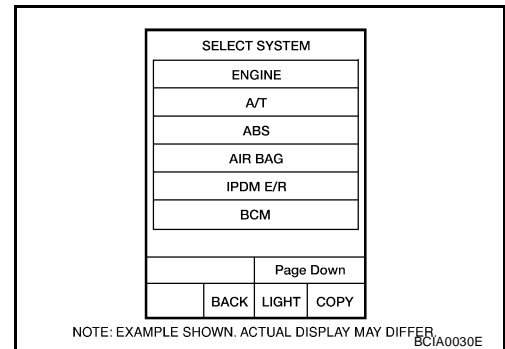 SELECT SYSTEM
ENGINE
A/T
ABS
AIR BAG
IPDM E/R
BCM
Page Down
BACK LIGHT COPY
NOTE: EXAMPLE SHOWN. ACTUAL DISPLAY MAY DIFFER.
BCIA0030E